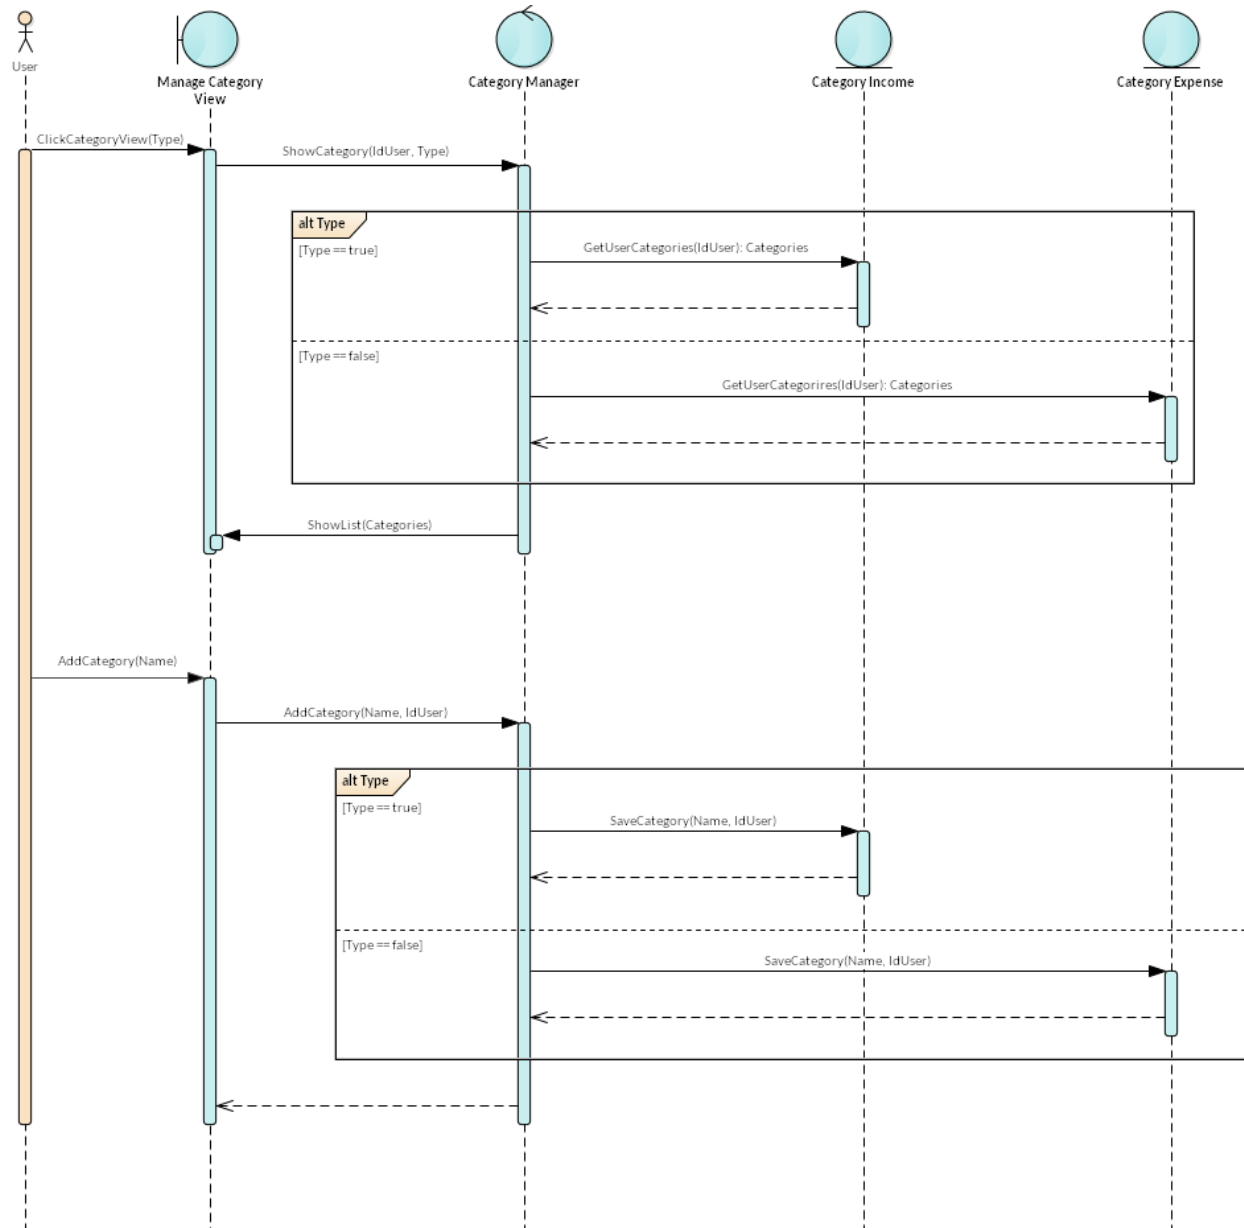 User
Manage Category
View
Category Manager
Category Income
Category Expense
ClickCategoryView(Type)
ShowCategory(IdUser, Type)
alt Type
[Type == true]
GetUserCategories(IdUser): Categories
[Type == false]
GetUserCategorires(IdUser): Categories
ShowList(Categories)
AddCategory(Name)
AddCategory(Name, IdUser)
alt Type
[Type == true]
SaveCategory(Name, IdUser)
[Type == false]
SaveCategory(Name, IdUser)